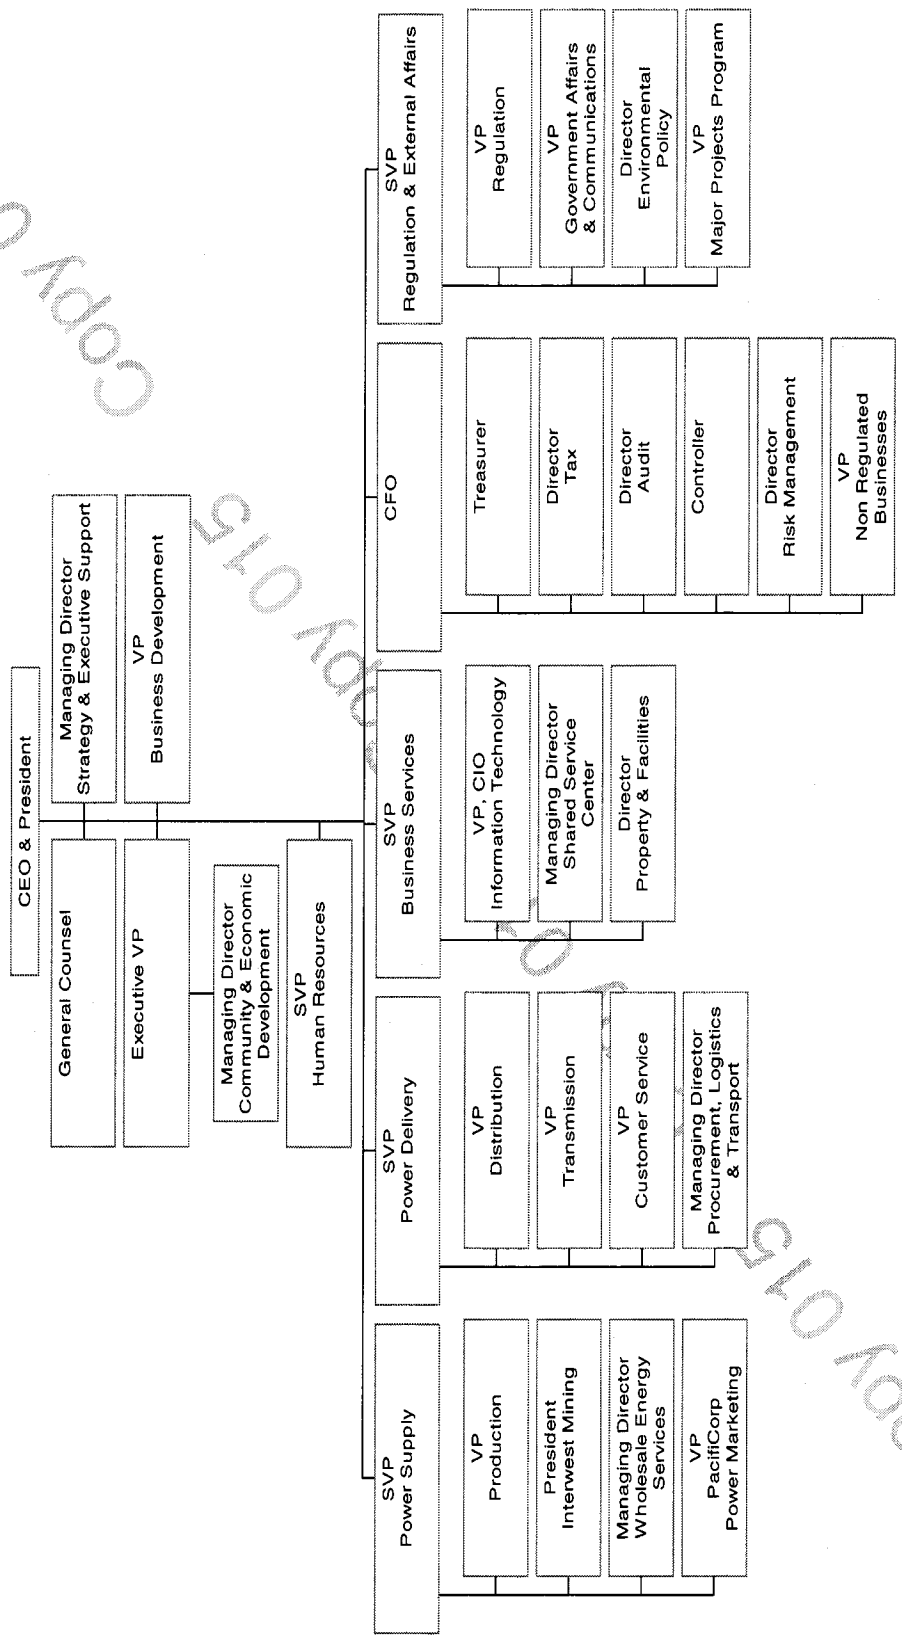 CEO & President
General Counsel
Managing Director
Strategy & Executive Support
Executive VP
VP
Business Development
Managing Director
Community & Economic
Development
SVP
Human Resources
SVP
Power Supply
VP
Production
President
Interwest Mining
Managing Director
Wholesale Energy
Services
VP
PacifiCorp
Power Marketing
SVP
Power Delivery
VP
Distribution
VP
Transmission
VP
Customer Service
Managing Director
Procurement, Logistics
& Transport
SVP
Business Services
VP, CIO
Information Technology
Managing Director
Shared Service
Center
Director
Property & Facilities
CFO
Treasurer
Director
Tax
Director
Audit
Controller
Director
Risk Management
VP
Non Regulated
Businesses
SVP
Regulation & External Affairs
VP
Regulation
VP
Government Affairs
& Communications
Director
Environmental
Policy
VP
Major Projects Program
Copy
015
015